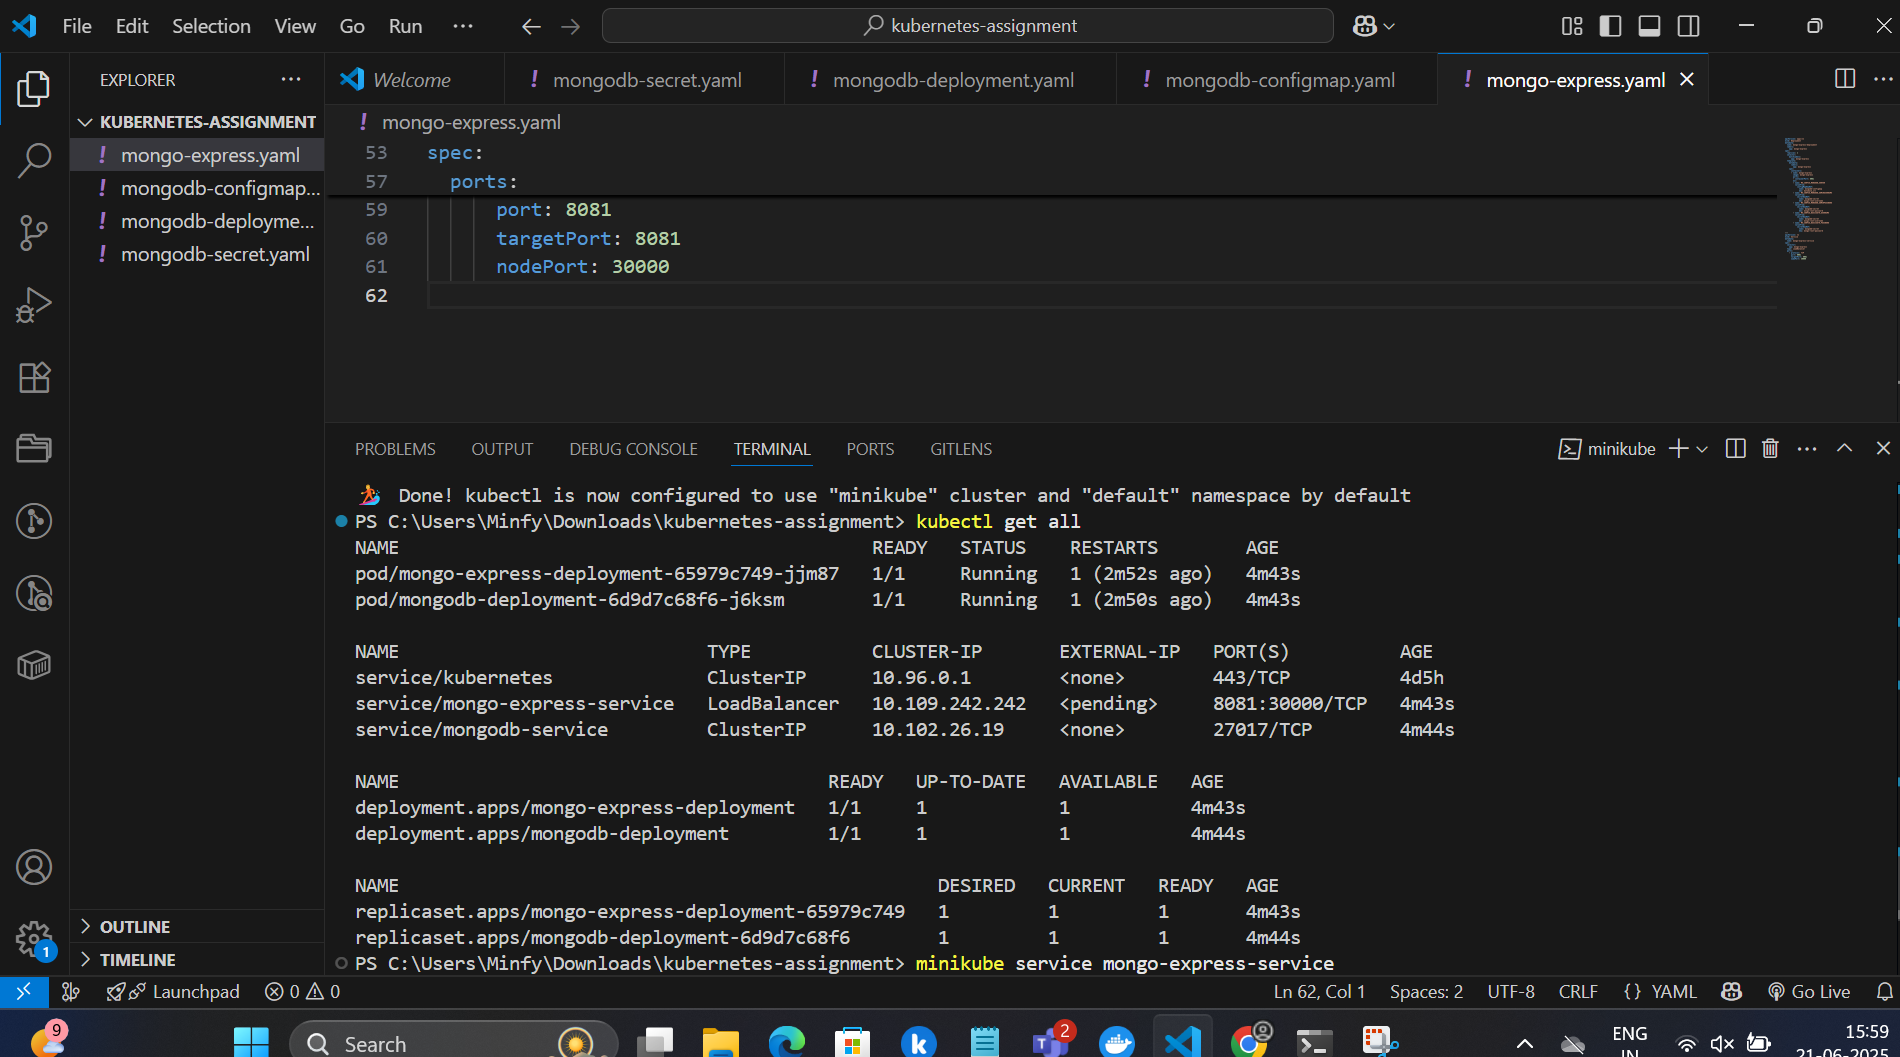 File Edit Selection View Go Run ··· kubernetes-assignment
EXPLORER ···
Welcome ! mongodb-secret.yaml ! mongodb-deployment.yaml ! mongodb-configmap.yaml ! mongo-express.yaml
KUBERNETES-ASSIGNMENT
! mongo-express.yaml
! mongodb-configmap...
! mongodb-deployme...
! mongodb-secret.yaml
! mongo-express.yaml
53 spec:
57 ports:
59 port: 8081
60 targetPort: 8081
61 nodePort: 30000
62
PROBLEMS OUTPUT DEBUG CONSOLE TERMINAL PORTS GITLENS minikube
Done! kubectl is now configured to use "minikube" cluster and "default" namespace by default
PS C:\Users\Minfy\Downloads\kubernetes-assignment> kubectl get all
NAME READY STATUS RESTARTS AGE
pod/mongo-express-deployment-65979c749-jjm87 1/1 Running 1 (2m52s ago) 4m43s
pod/mongodb-deployment-6d9d7c68f6-j6ksm 1/1 Running 1 (2m50s ago) 4m43s
NAME TYPE CLUSTER-IP EXTERNAL-IP PORT(S) AGE
service/kubernetes ClusterIP 10.96.0.1 <none> 443/TCP 4d5h
service/mongo-express-service LoadBalancer 10.109.242.242 <pending> 8081:30000/TCP 4m43s
service/mongodb-service ClusterIP 10.102.26.19 <none> 27017/TCP 4m44s
NAME READY UP-TO-DATE AVAILABLE AGE
deployment.apps/mongo-express-deployment 1/1 1 1 4m43s
deployment.apps/mongodb-deployment 1/1 1 1 4m44s
NAME DESIRED CURRENT READY AGE
replicaset.apps/mongo-express-deployment-65979c749 1 1 1 4m43s
replicaset.apps/mongodb-deployment-6d9d7c68f6 1 1 1 4m44s
PS C:\Users\Minfy\Downloads\kubernetes-assignment> minikube service mongo-express-service
OUTLINE
TIMELINE
1
Launchpad 0 0 Ln 62, Col 1 Spaces: 2 UTF-8 CRLF {} YAML Go Live
9 Search 2 ENG 15:59
IN 21-06-2025